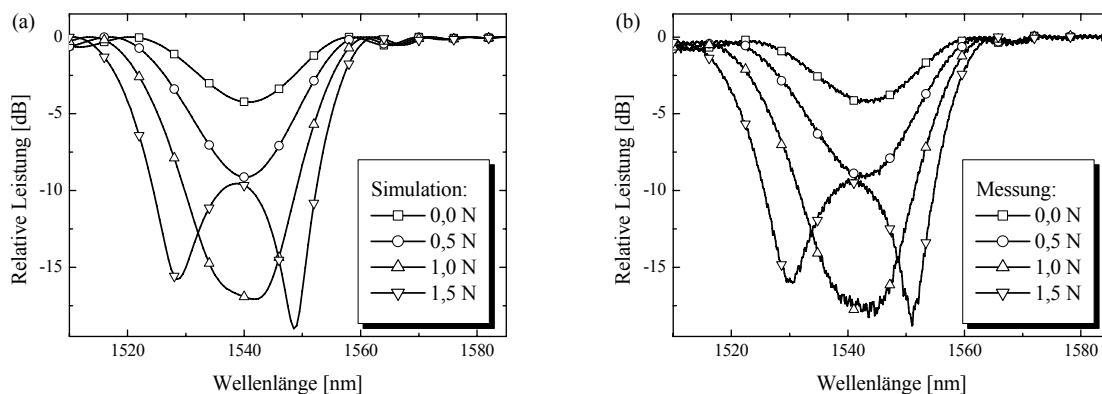 (a)
Relative Leistung [dB]
0
-5
-10
-15
Simulation:
0,0 N
0,5 N
1,0 N
1,5 N
1520
1540
1560
1580
Wellenlänge [nm]
(b)
Relative Leistung [dB]
0
-5
-10
-15
Messung:
0,0 N
0,5 N
1,0 N
1,5 N
1520
1540
1560
1580
Wellenlänge [nm]